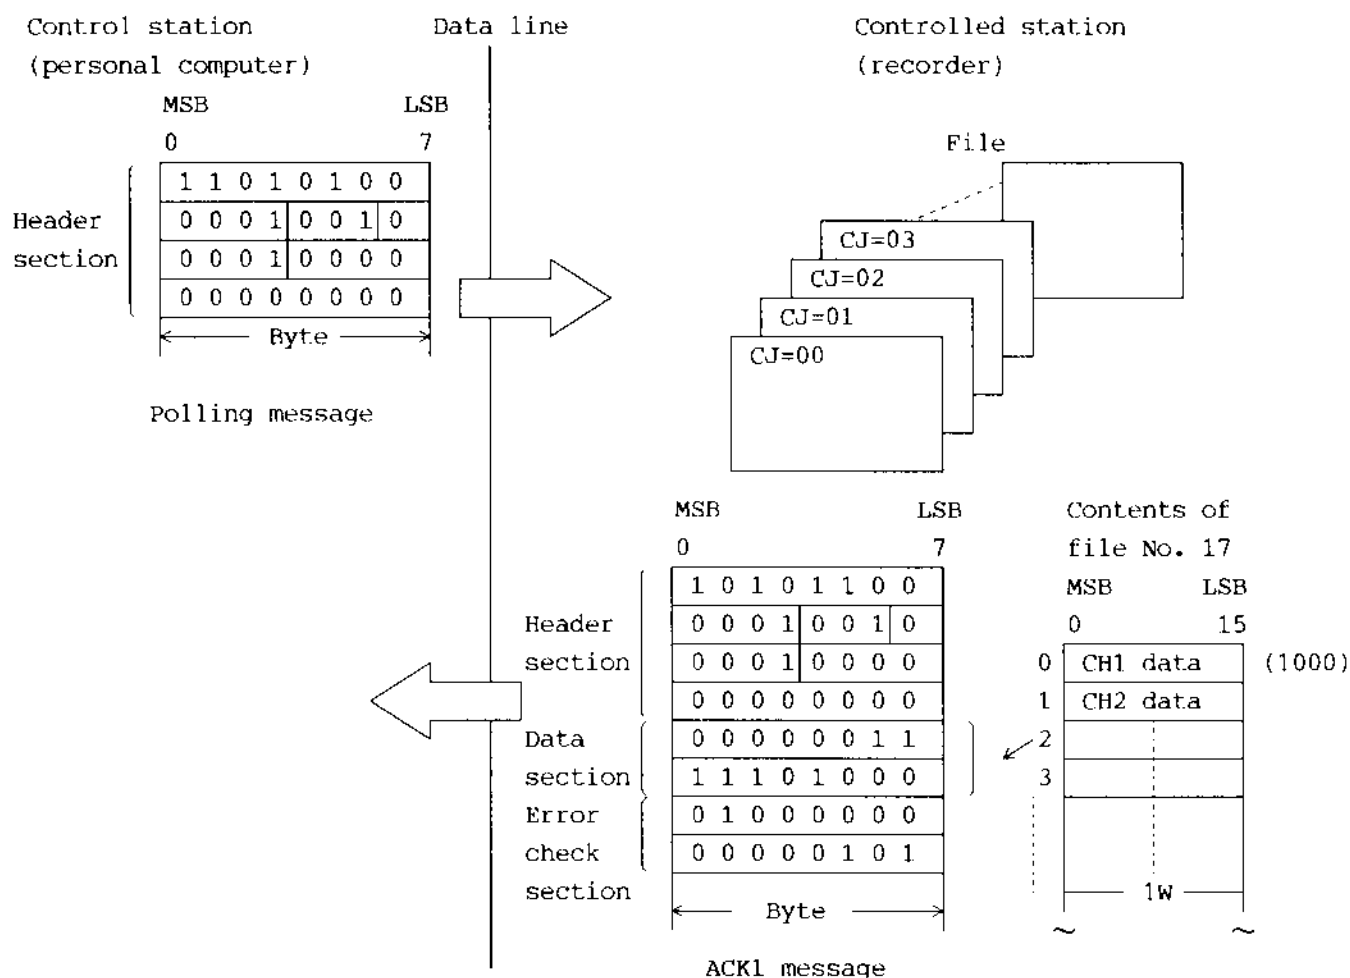 Control station
(personal computer)
Data line
Controlled station
(recorder)
MSB LSB
0 7
1 1 0 1 0 1 0 0
0 0 0 1 0 0 1 0
0 0 0 1 0 0 0 0
0 0 0 0 0 0 0 0
Header
section
Byte
Polling message
File
CJ=03
CJ=02
CJ=01
CJ=00
MSB LSB
0 7
1 0 1 0 1 1 0 0
0 0 0 1 0 0 1 0
0 0 0 1 0 0 0 0
0 0 0 0 0 0 0 0
0 0 0 0 0 0 1 1
1 1 1 0 1 0 0 0
0 1 0 0 0 0 0 0
0 0 0 0 0 1 0 1
Header
section
Data
section
Error
check
section
Byte
ACK1 message
Contents of
file No. 17
MSB LSB
0 15
0 CH1 data (1000)
1 CH2 data
2
3
1W